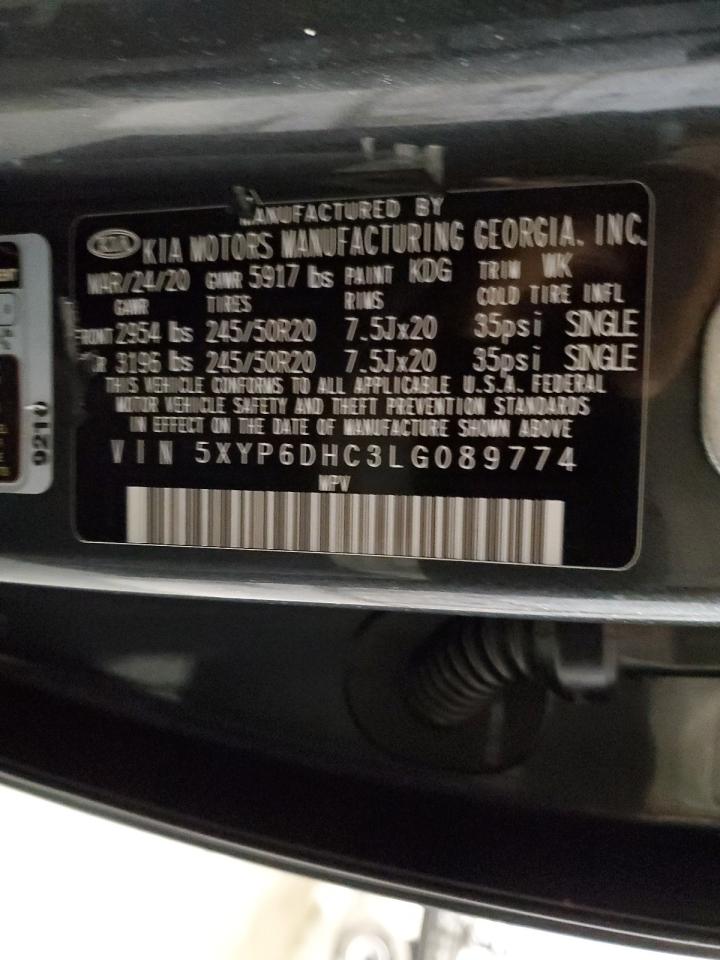 MANUFACTURED BY
KIA KIA MOTORS MANUFACTURING GEORGIA, INC.
MAR/24/20 GVWR 5917 lbs PAINT KDG TRIM WK
GAWR TIRES RIMS COLD TIRE INFL
FRONT 2954 lbs 245/50R20 7.5Jx20 35psi SINGLE
3196 lbs 245/50R20 7.5Jx20 35psi SINGLE
THIS VEHICLE CONFORMS TO ALL APPLICABLE U.S.A. FEDERAL
MOTOR VEHICLE SAFETY AND THEFT PREVENTION STANDARDS
IN EFFECT ON THE DATE OF MANUFACTURE SHOWN ABOVE
VIN 5XYP6DHC3LG089774
MPV